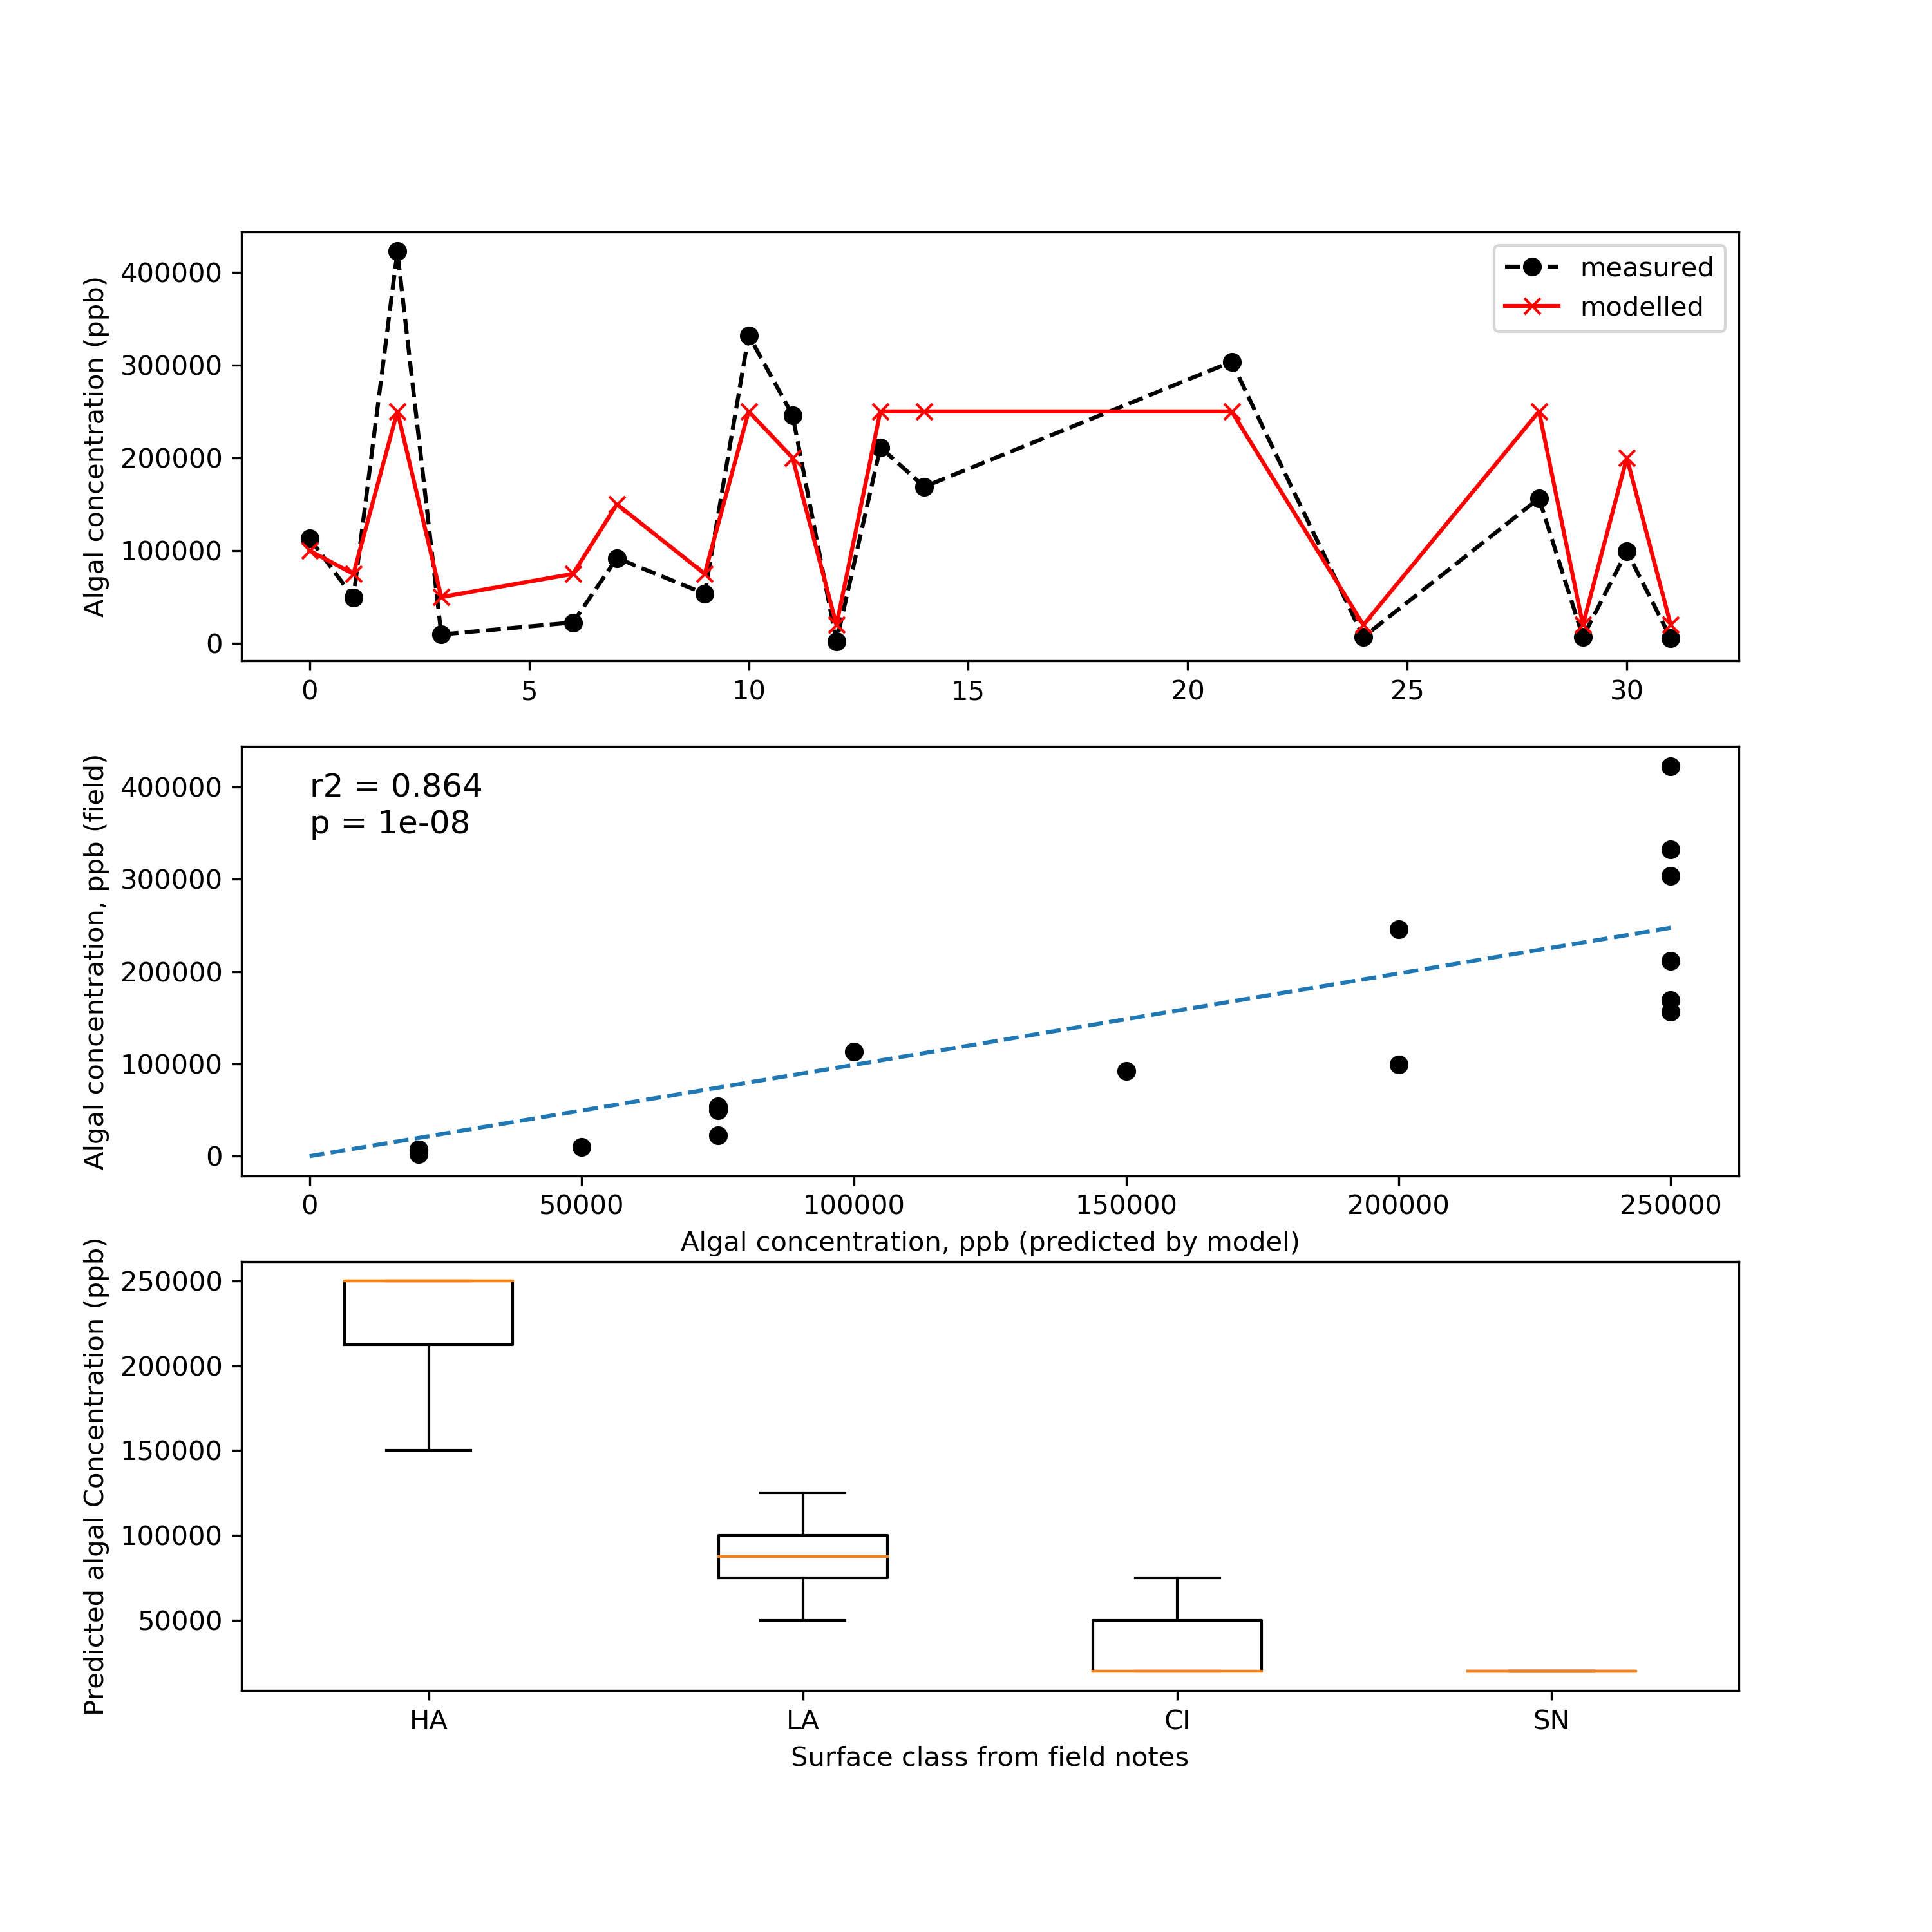 Algal concentration (ppb)
400000
300000
200000
100000
0
measured
modelled
0 5 10 15 20 25 30
Algal concentration, ppb (field)
400000
300000
200000
100000
0
r2 = 0.864
p = 1e-08
0 50000 100000 150000 200000 250000
Algal concentration, ppb (predicted by model)
Predicted algal Concentration (ppb)
250000
200000
150000
100000
50000
HA LA CI SN
Surface class from field notes